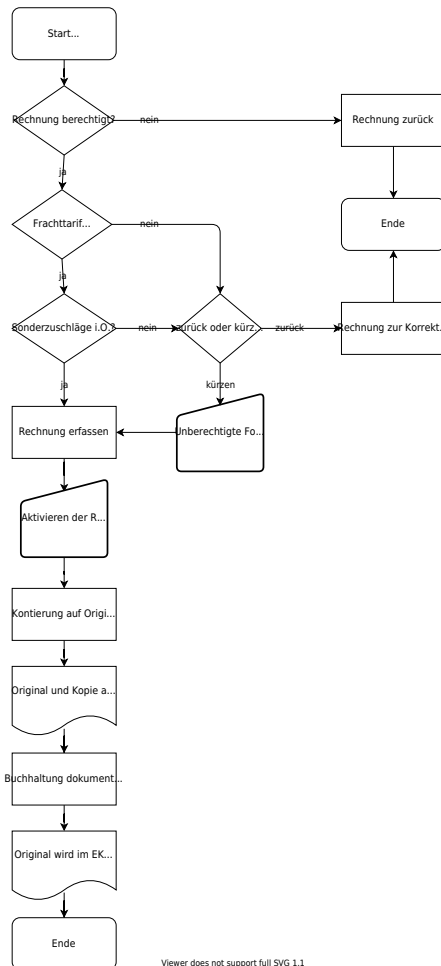 Start...
Rechnung berechtigt?
nein
Rechnung zurück
ja
Frachttarif...
nein
Ende
ja
Sonderzuschläge i.O.?
nein
zurück oder kürz...
zurück
Rechnung zur Korrekt...
ja
kürzen
Rechnung erfassen
Unberechtigte Fo...
Aktivieren der R...
Kontierung auf Origi...
Original und Kopie a...
Buchhaltung dokument...
Original wird im EK...
Ende
Viewer does not support full SVG 1.1